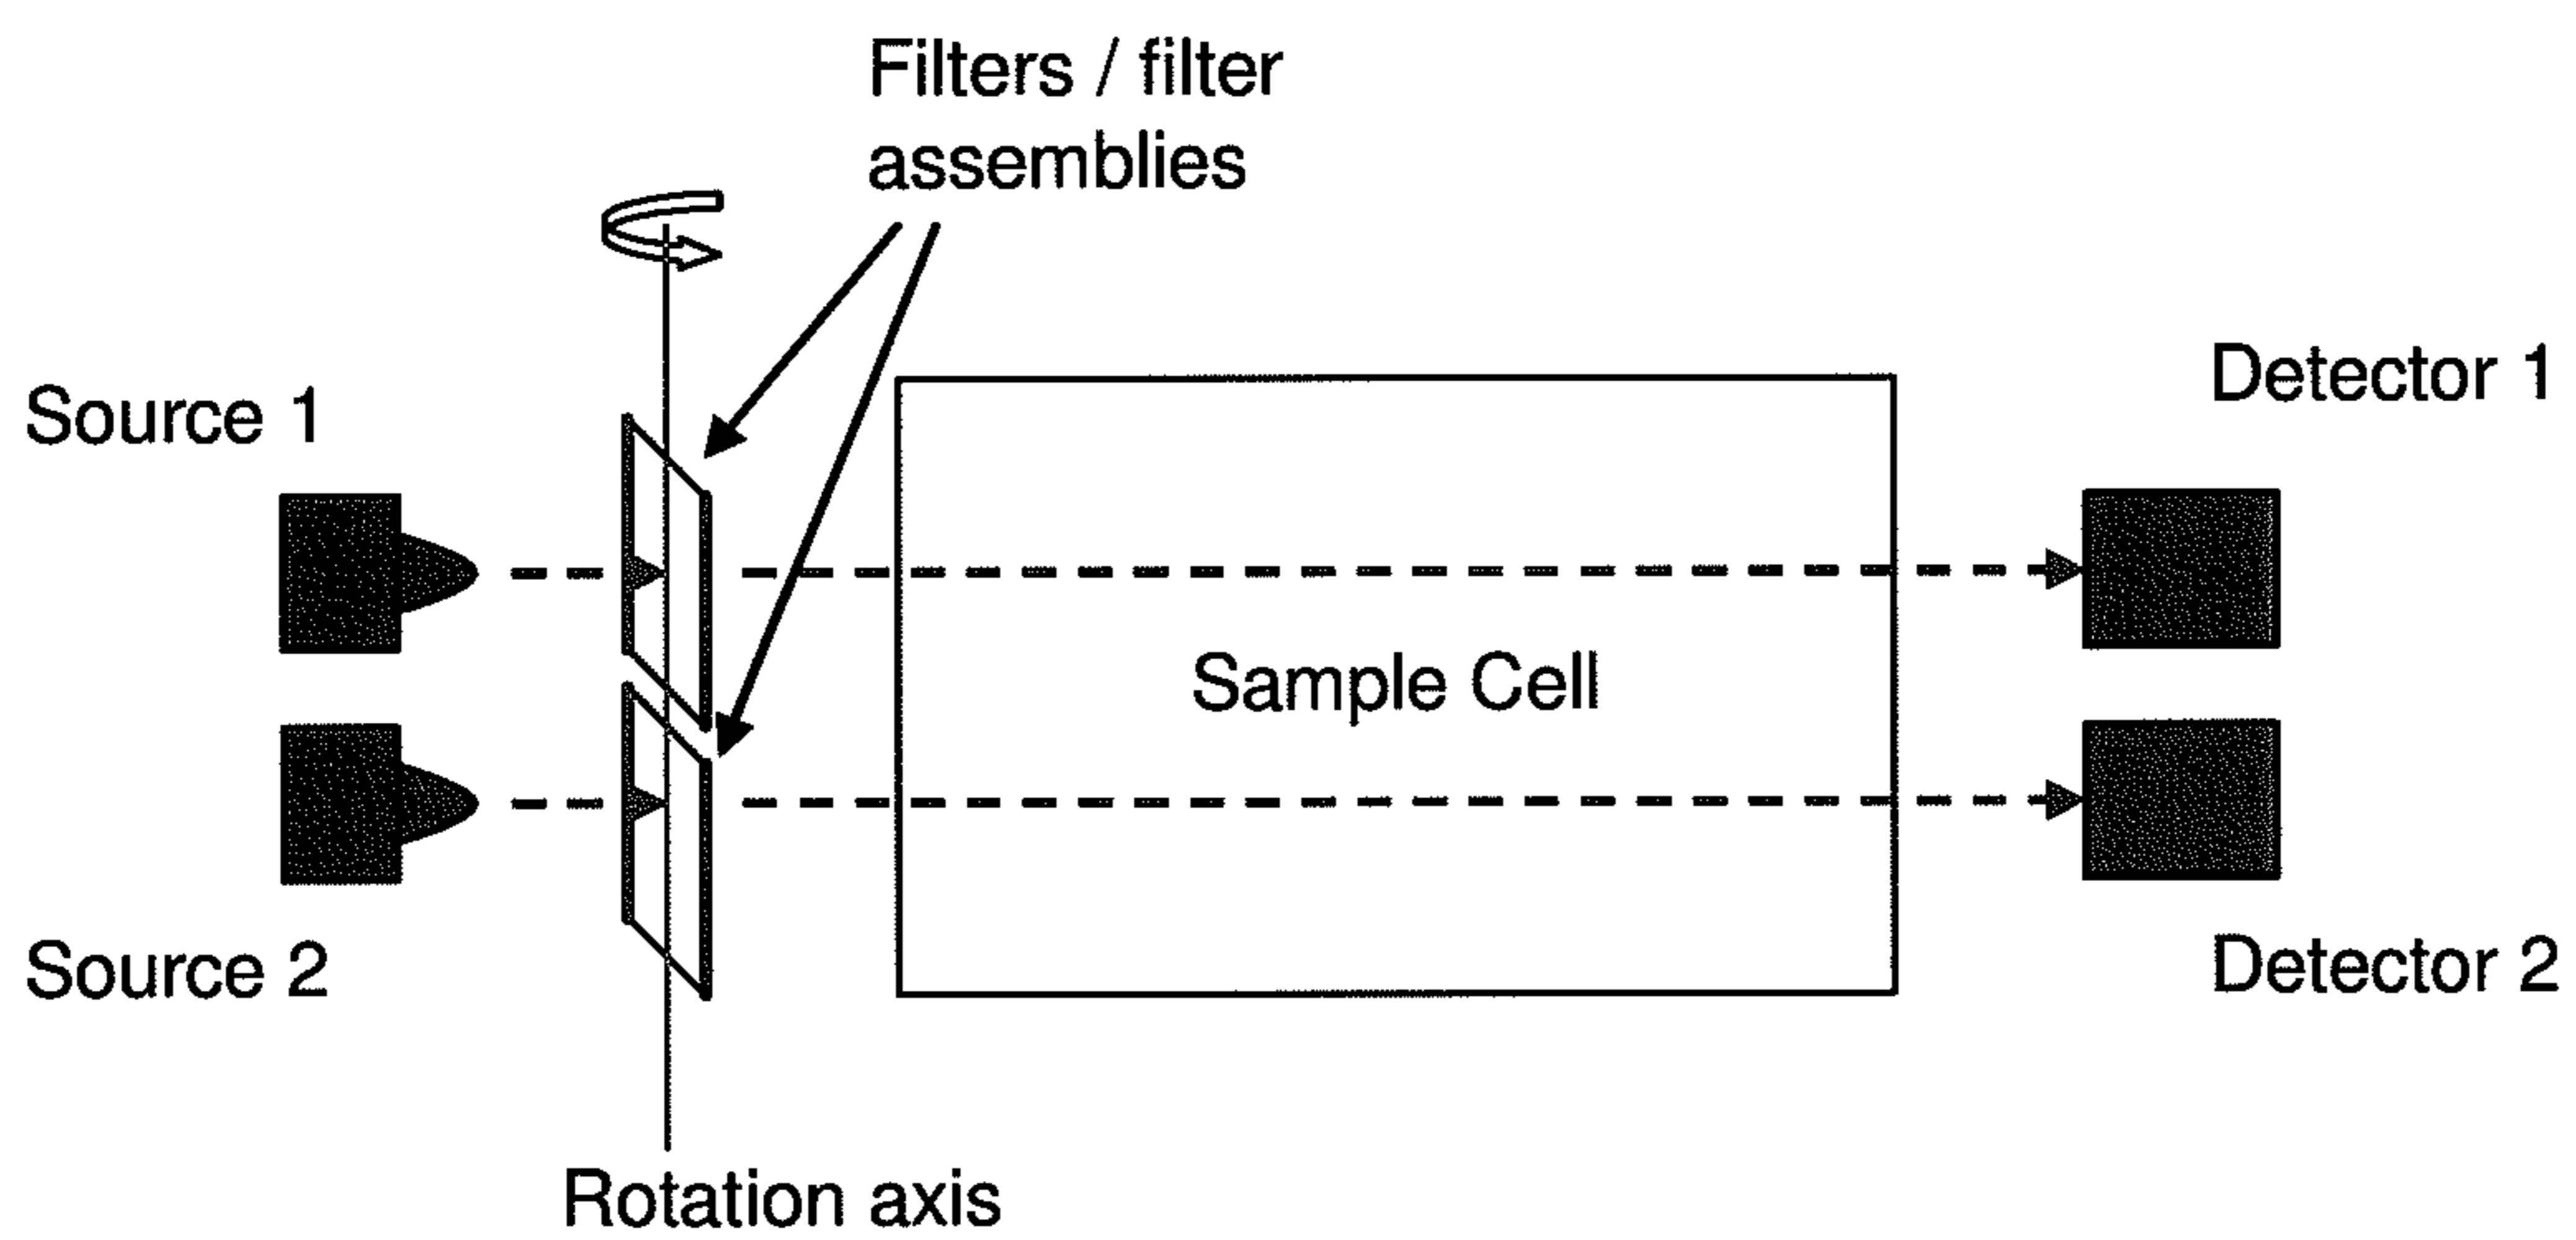 Filters / filter
assemblies
Source 1
Detector 1
Sample Cell
Source 2
Detector 2
Rotation axis